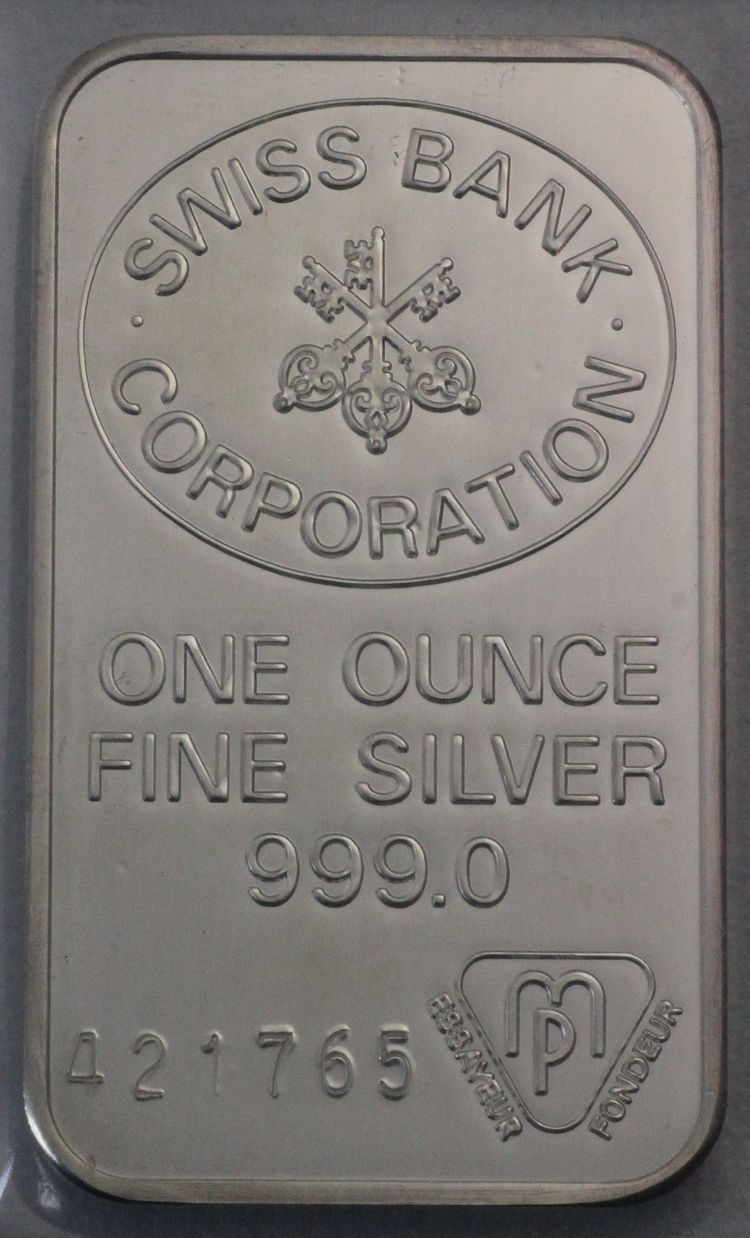 SWISS BANK
· CORPORATION ·
ONE OUNCE
FINE SILVER
999.0
421765
MP
ESSAYEUR
FONDEUR